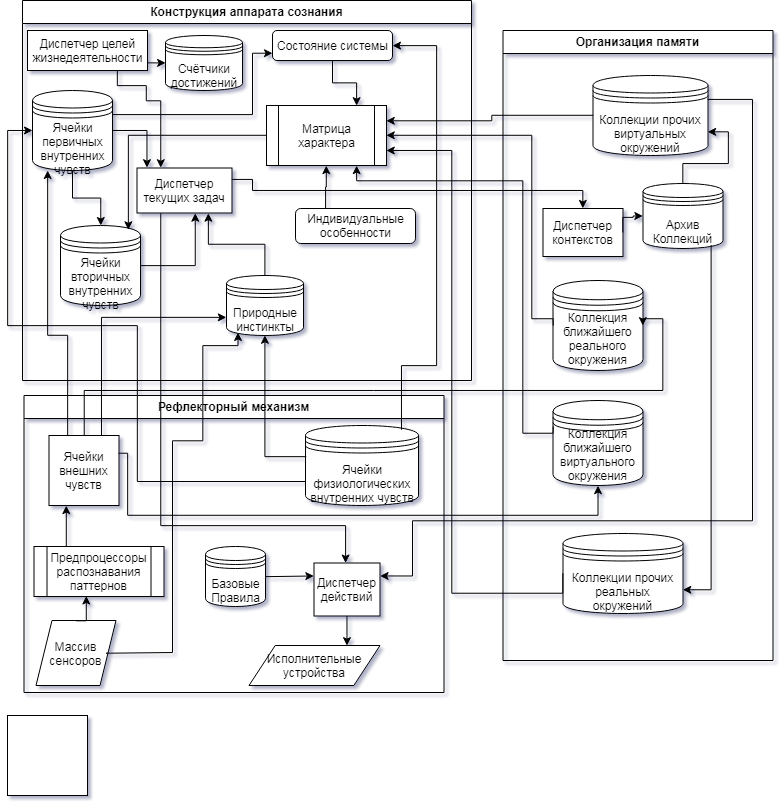 Конструкция аппарата сознания
Диспетчер целей
жизнедеятельности
Счётчики
достижений
Состояние системы
Ячейки
первичных
внутренних
чувств
Матрица
характера
Диспетчер
текущих задач
Индивидуальные
особенности
Ячейки
вторичных
внутренних
чувств
Природные
инстинкты
Организация памяти
Коллекции прочих
виртуальных
окружений
Диспетчер
контекстов
Архив
Коллекций
Коллекция
ближайшего
реального
окружения
Коллекция
ближайшего
виртуального
окружения
Коллекции прочих
реальных
окружений
Рефлекторный механизм
Ячейки
внешних
чувств
Ячейки
физиологических
внутренних чувств
Предпроцессоры
распознавания
паттернов
Базовые
Правила
Диспетчер
действий
Массив
сенсоров
Исполнительные
устройства